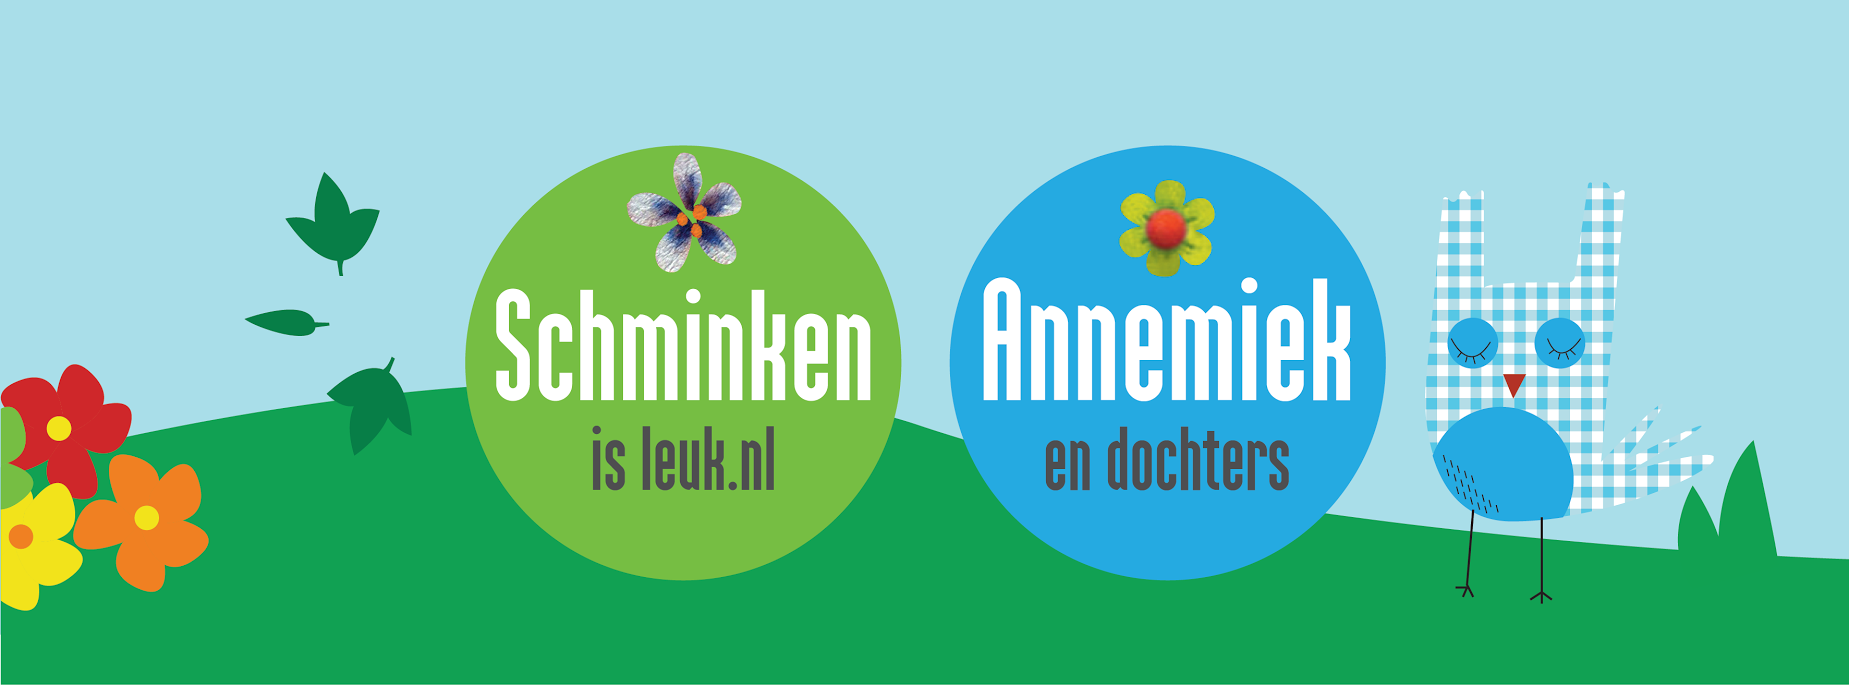 Schminken
is leuk.nl
Annemiek
en dochters